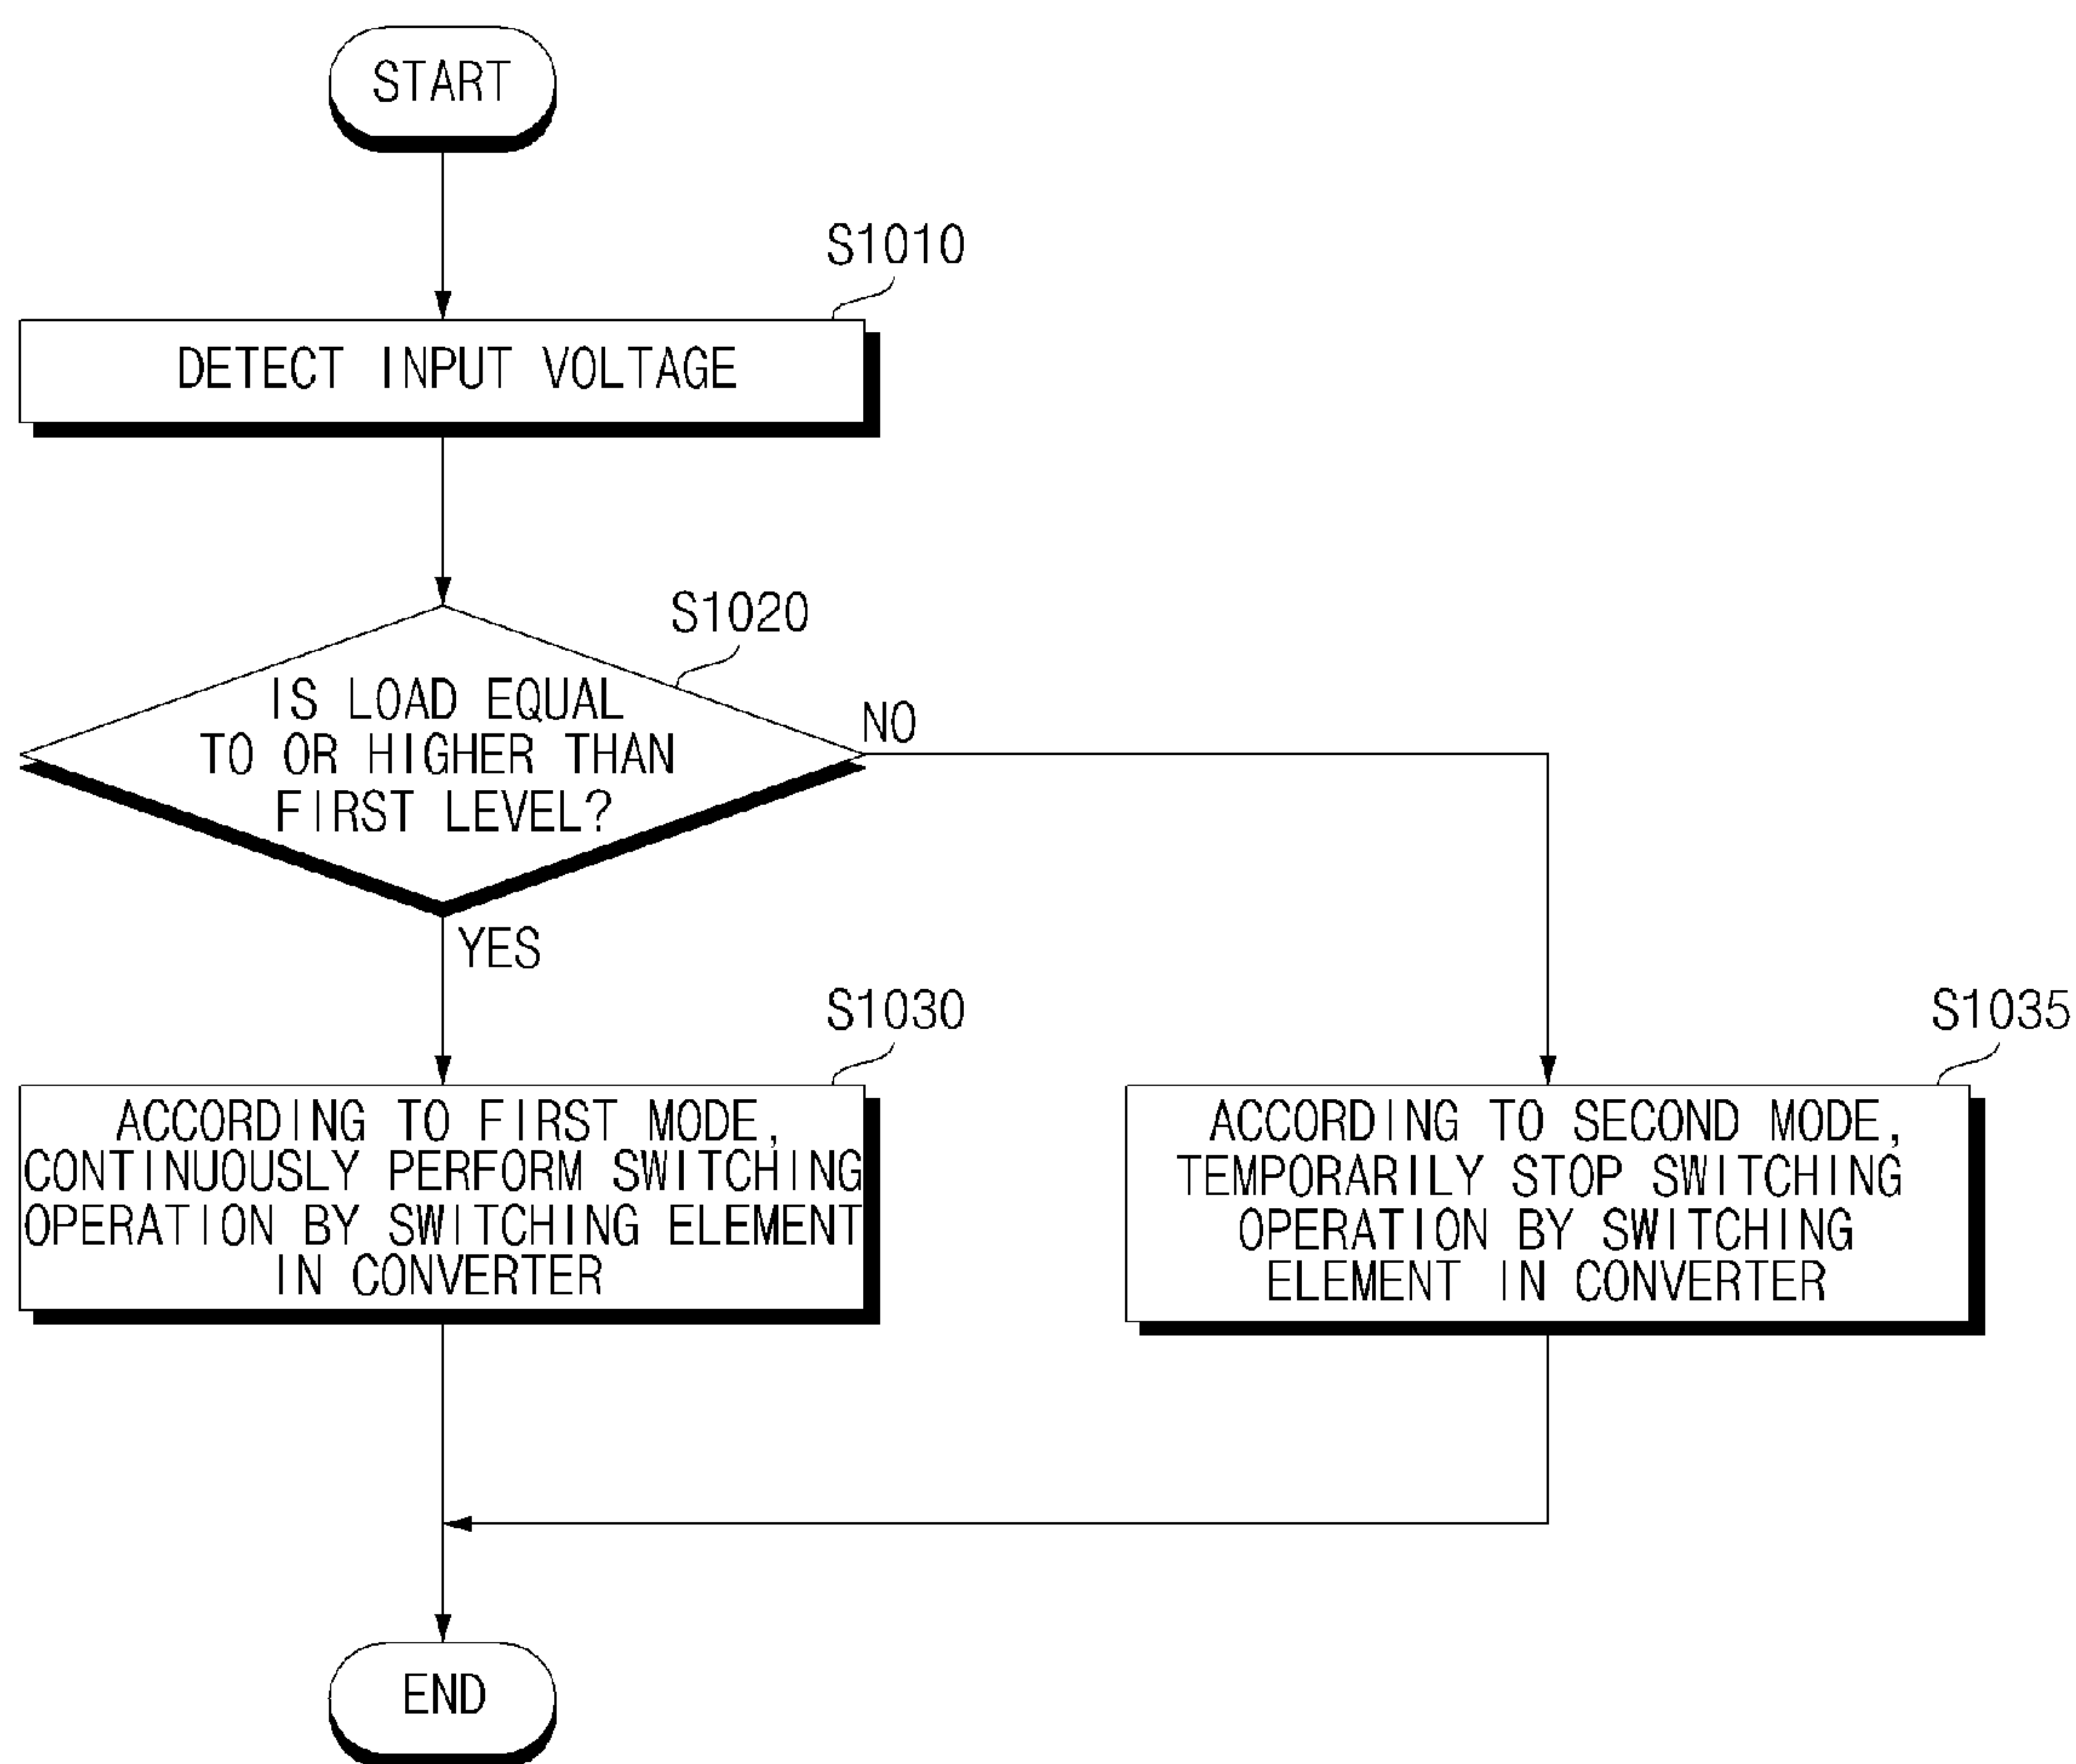 START
S1010
DETECT INPUT VOLTAGE
S1020
IS LOAD EQUAL
TO OR HIGHER THAN
FIRST LEVEL?
NO
YES
S1030
ACCORDING TO FIRST MODE,
CONTINUOUSLY PERFORM SWITCHING
OPERATION BY SWITCHING ELEMENT
IN CONVERTER
S1035
ACCORDING TO SECOND MODE,
TEMPORARILY STOP SWITCHING
OPERATION BY SWITCHING
ELEMENT IN CONVERTER
END